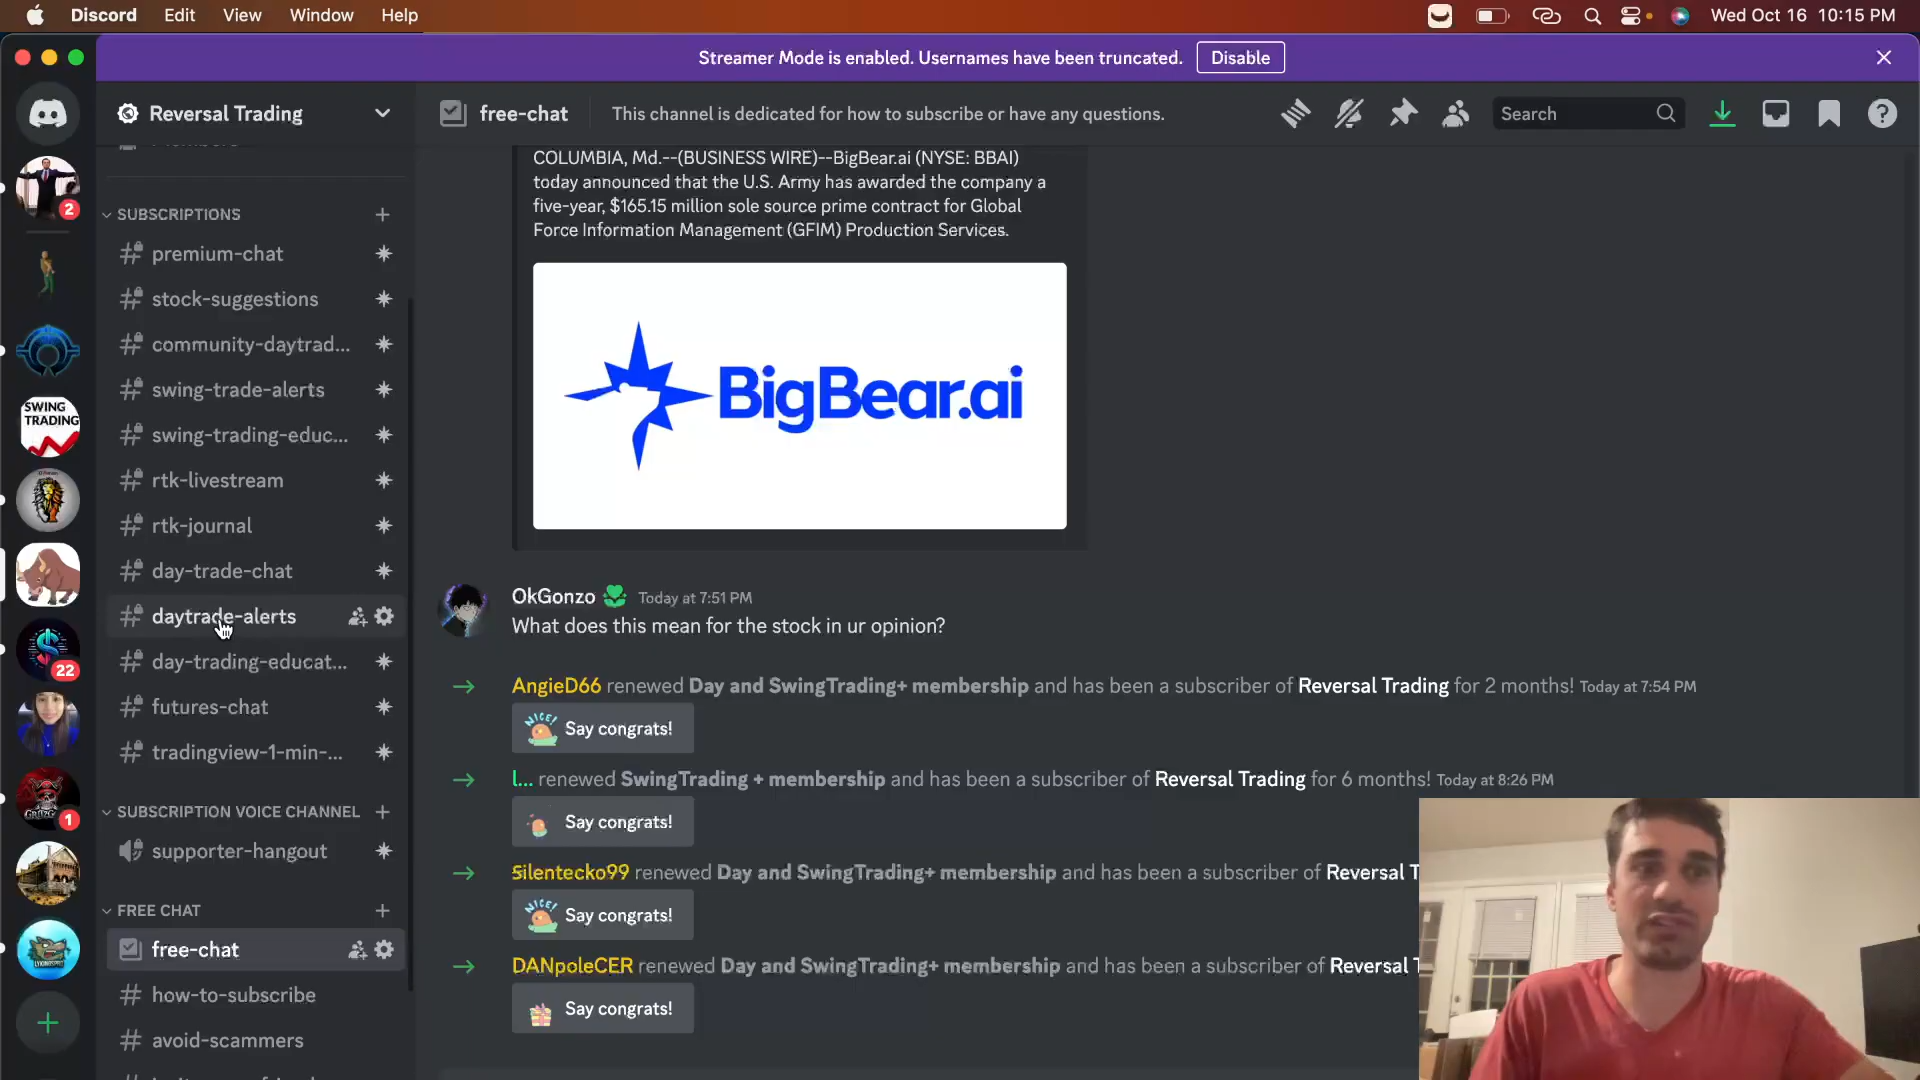 Discord Edit View Window Help
Wed Oct 16 10:15 PM
Streamer Mode is enabled. Usernames have been truncated. Disable
Reversal Trading
free-chat
This channel is dedicated for how to subscribe or have any questions.
Search
Members
SUBSCRIPTIONS
premium-chat
stock-suggestions
community-daytrad...
swing-trade-alerts
swing-trading-educ...
rtk-livestream
rtk-journal
day-trade-chat
daytrade-alerts
day-trading-educat...
futures-chat
tradingview-1-min-...
SUBSCRIPTION VOICE CHANNEL
supporter-hangout
FREE CHAT
free-chat
how-to-subscribe
avoid-scammers
2
SWING
TRADING
22
1
COLUMBIA, Md.--(BUSINESS WIRE)--BigBear.ai (NYSE: BBAI)
today announced that the U.S. Army has awarded the company a
five-year, $165.15 million sole source prime contract for Global
Force Information Management (GFIM) Production Services.
BigBear.ai
OkGonzo Today at 7:51 PM
What does this mean for the stock in ur opinion?
AngieD66 renewed Day and SwingTrading+ membership and has been a subscriber of Reversal Trading for 2 months! Today at 7:54 PM
NICE! Say congrats!
l... renewed SwingTrading + membership and has been a subscriber of Reversal Trading for 6 months! Today at 8:26 PM
Say congrats!
Silentecko99 renewed Day and SwingTrading+ membership and has been a subscriber of Reversal T
NICE! Say congrats!
DANpoleCER renewed Day and SwingTrading+ membership and has been a subscriber of Reversal T
Say congrats!